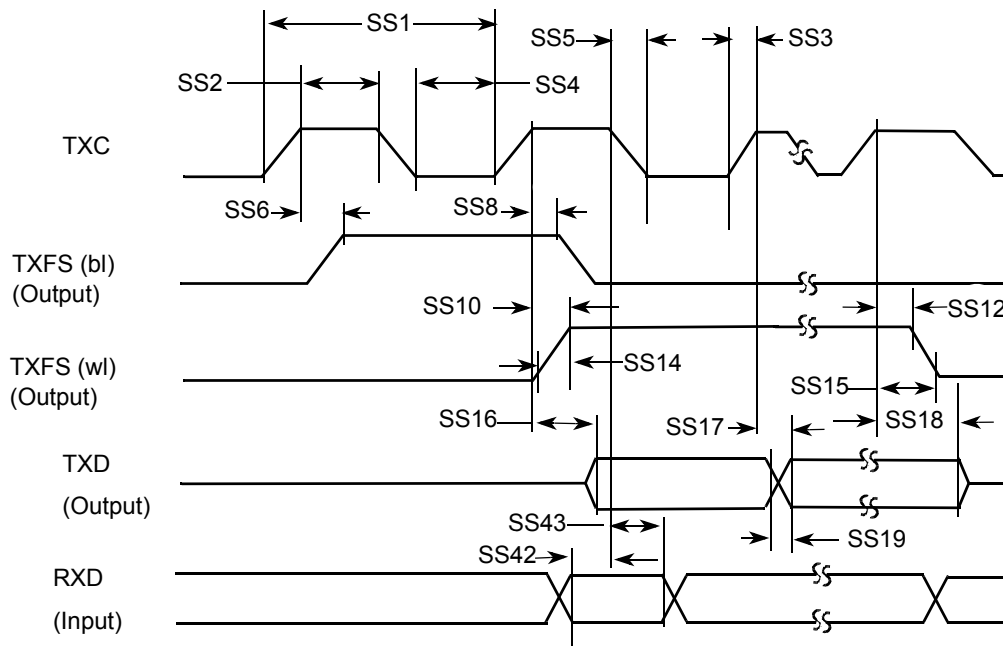 SS1
SS5
SS3
SS2
SS4
TXC
SS6
SS8
TXFS (bl)
(Output)
SS10
SS12
TXFS (wl)
(Output)
SS14
SS15
SS16
SS17
SS18
TXD
(Output)
SS43
SS19
SS42
RXD
(Input)